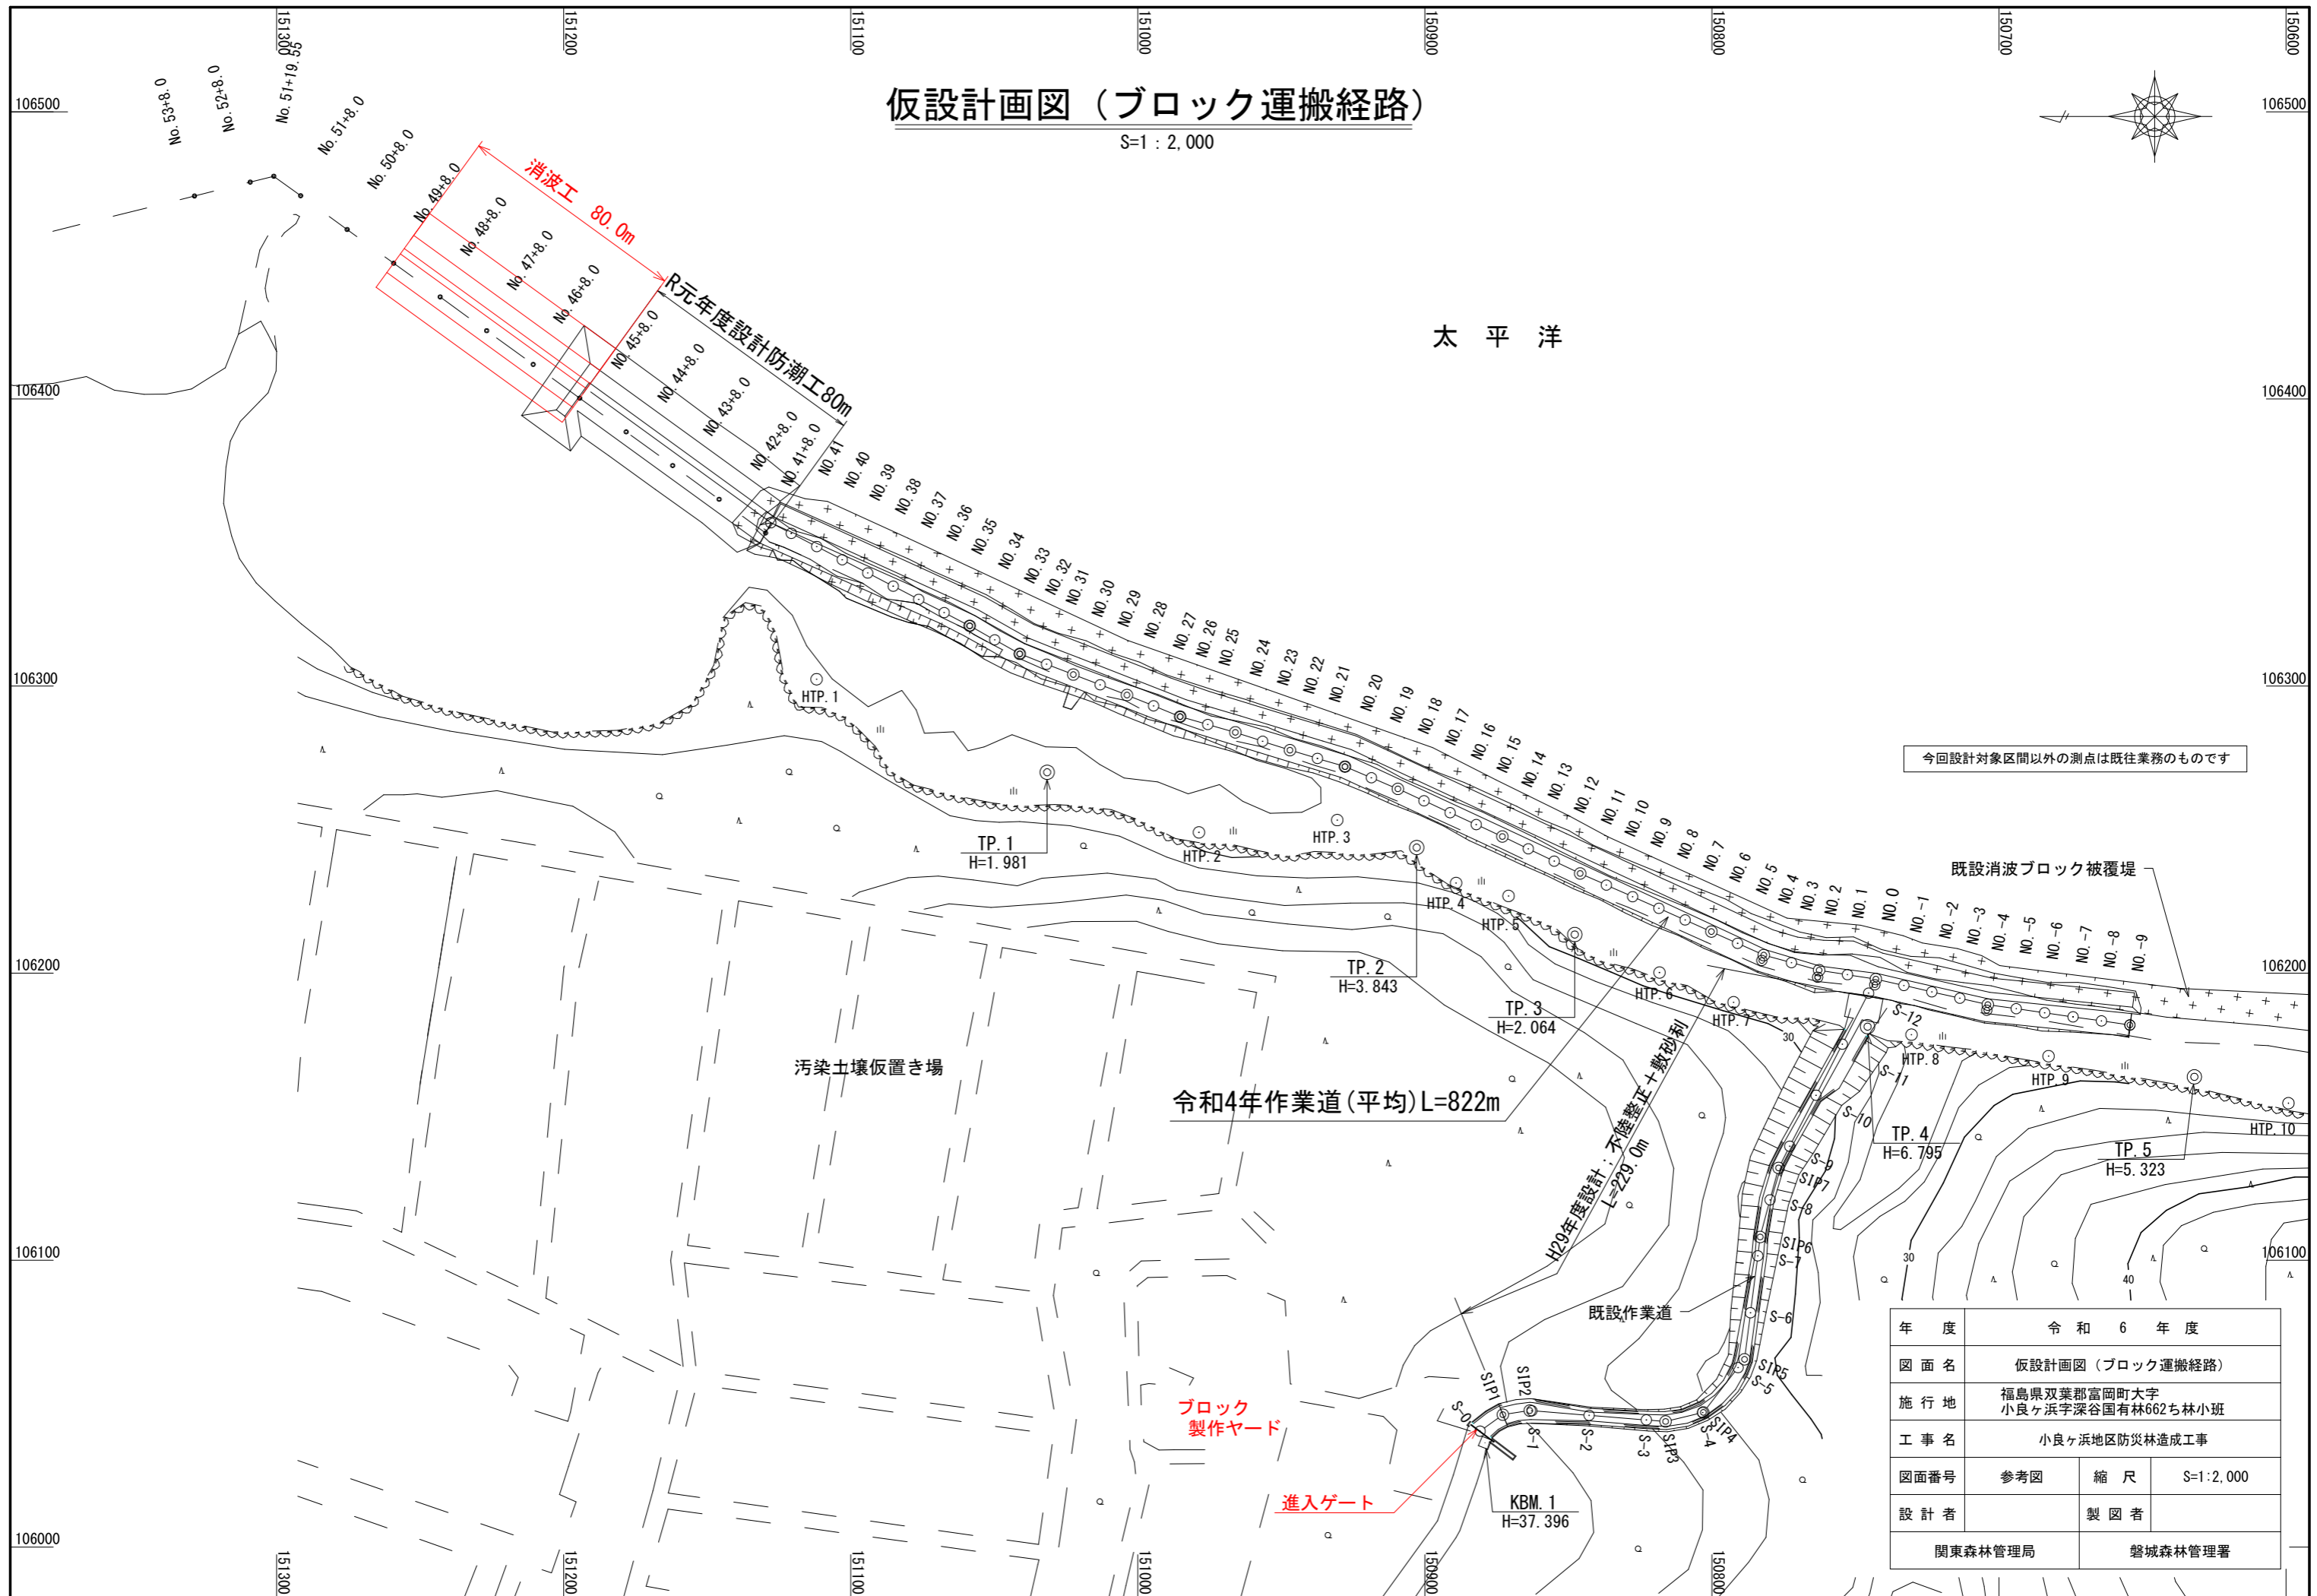 151300
151200
151100
151000
150900
150800
150700
150600
106500
106500
106400
106400
106300
106300
106200
106200
106100
106100
106000
仮設計画図（ブロック運搬経路）
S=1 : 2,000
No.53+8.0
No.52+8.0
No.51+19.55
No.51+8.0
No.50+8.0
No.49+8.0
No.48+8.0
No.47+8.0
No.46+8.0
NO.45+8.0
NO.44+8.0
NO.43+8.0
NO.42+8.0
NO.41+8.0
消波工 80.0m
R元年度設計防潮工80m
太 平 洋
NO.41
NO.40
NO.39
NO.38
NO.37
NO.36
NO.35
NO.34
NO.33
NO.32
NO.31
NO.30
NO.29
NO.28
NO.27
NO.26
NO.25
NO.24
NO.23
NO.22
NO.21
NO.20
NO.19
NO.18
NO.17
NO.16
NO.15
NO.14
NO.13
NO.12
NO.11
NO.10
NO.9
NO.8
NO.7
NO.6
NO.5
NO.4
NO.3
NO.2
NO.1
NO.0
NO.-1
NO.-2
NO.-3
NO.-4
NO.-5
NO.-6
NO.-7
NO.-8
NO.-9
今回設計対象区間以外の測点は既往業務のものです
既設消波ブロック被覆堤
HTP.1
HTP.2
HTP.3
HTP.4
HTP.5
HTP.6
HTP.7
HTP.8
HTP.9
HTP.10
TP.1
H=1.981
TP.2
H=3.843
TP.3
H=2.064
TP.4
H=6.795
TP.5
H=5.323
汚染土壌仮置き場
令和4年作業道(平均)L=822m
H29年度設計：不陸整正＋敷砂利
L=229.0m
既設作業道
30
30
40
S-12
S-11
S-10
S-9
SIP7
S-8
SIP6
S-7
S-6
SIP5
S-5
SIP4
S-4
SIP3
S-3
S-2
S-1
SIP2
SIP1
S-0
ブロック
製作ヤード
進入ゲート
KBM.1
H=37.396
年 度 令 和 6 年 度
図 面 名 仮設計画図（ブロック運搬経路）
施 行 地 福島県双葉郡富岡町大字
小良ヶ浜字深谷国有林662ち林小班
工 事 名 小良ヶ浜地区防災林造成工事
図面番号 参考図 縮 尺 S=1:2,000
設 計 者 製 図 者
関東森林管理局 磐城森林管理署
151300
151200
151100
151000
150900
150800